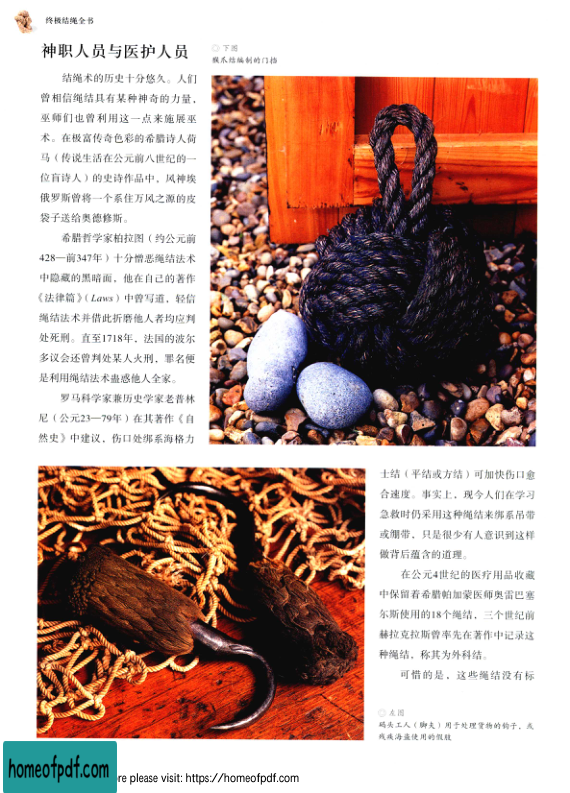 终极结绳全书
神职人员与医护人员
◎ 下图
猴爪结编制的门挡
结绳术的历史十分悠久。人们
曾相信绳结具有某种神奇的力量，
巫师们也曾利用这一点来施展巫
术。在极富传奇色彩的希腊诗人荷
马（传说生活在公元前八世纪的一
位盲诗人）的史诗作品中，风神埃
俄罗斯曾将一个系住万风之源的皮
袋子送给奥德修斯。
希腊哲学家柏拉图（约公元前
428—前347年）十分憎恶绳结法术
中隐藏的黑暗面，他在自己的著作
《法律篇》（Laws）中曾写道，轻信
绳结法术并借此折磨他人者均应判
处死刑。直至1718年，法国的波尔
多议会还曾判处某人火刑，罪名便
是利用绳结法术蛊惑他人全家。
罗马科学家兼历史学家老普林
尼（公元23—79年）在其著作《自
然史》中建议，伤口处绑系海格力
士结（平结或方结）可加快伤口愈
合速度。事实上，现今人们在学习
急救时仍采用这种绳结来绑系吊带
或绷带，只是很少有人意识到这样
做背后蕴含的道理。
在公元4世纪的医疗用品收藏
中保留着希腊帕加蒙医师奥雷巴塞
尔斯使用的18个绳结，三个世纪前
赫拉克拉斯曾率先在著作中记录这
种绳结，称其为外科结。
可惜的是，这些绳结没有标
◎ 左图
码头工人（脚夫）用于处理货物的钩子，或
残疾海盗使用的假肢
homeofpdf.com
re please visit: https://homeofpdf.com